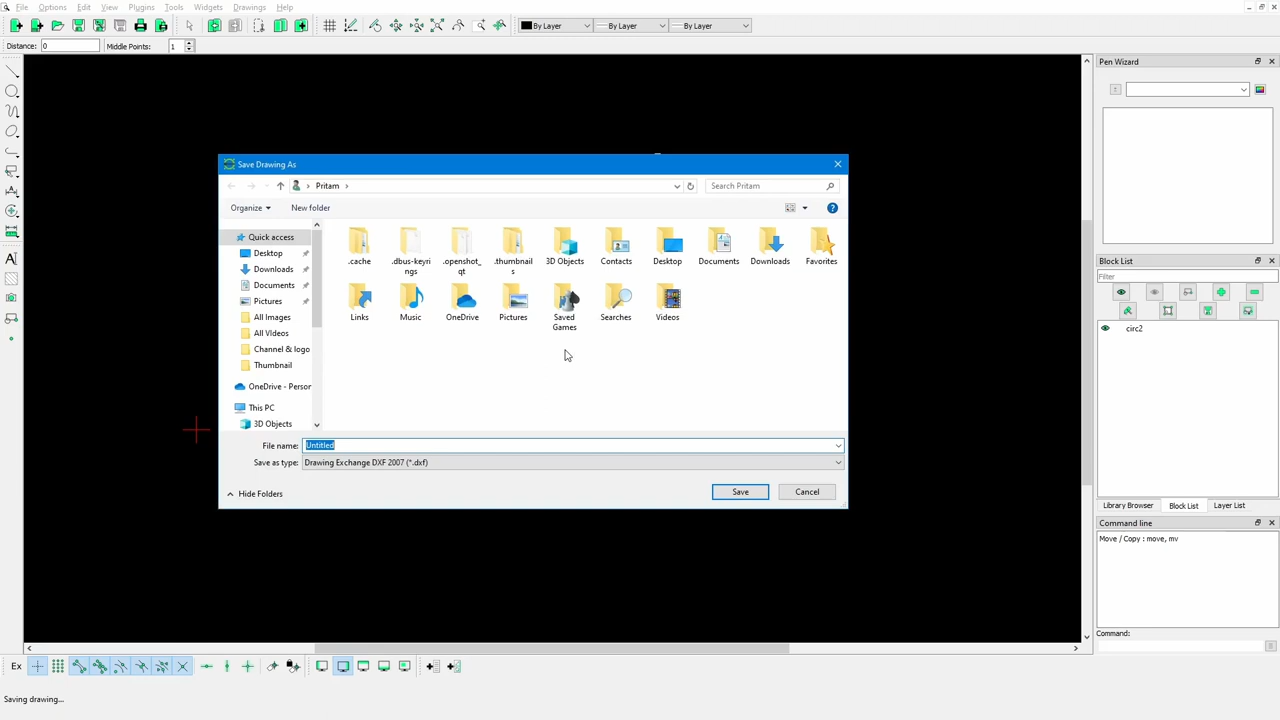 File Options Edit View Plugins Tools Widgets Drawings Help
By Layer By Layer By Layer
Distance: 0 Middle Points: 1
Pen Wizard
Save Drawing As
Pritam
Search Pritam
Organize New folder
Quick access
Desktop
Downloads
Documents
Pictures
All Images
All VIdeos
Channel & logo
Thumbnail
OneDrive - Person
This PC
3D Objects
.cache .dbus-keyri
ngs .openshot_
qt .thumbnail
s 3D Objects Contacts Desktop Documents Downloads Favorites
Links Music OneDrive Pictures Saved
Games Searches Videos
File name: Untitled
Save as type: Drawing Exchange DXF 2007 (*.dxf)
Hide Folders
Save Cancel
Block List
Filter
circ2
Library Browser Block List Layer List
Command line
Move / Copy : move, mv
Command:
Ex
Saving drawing...